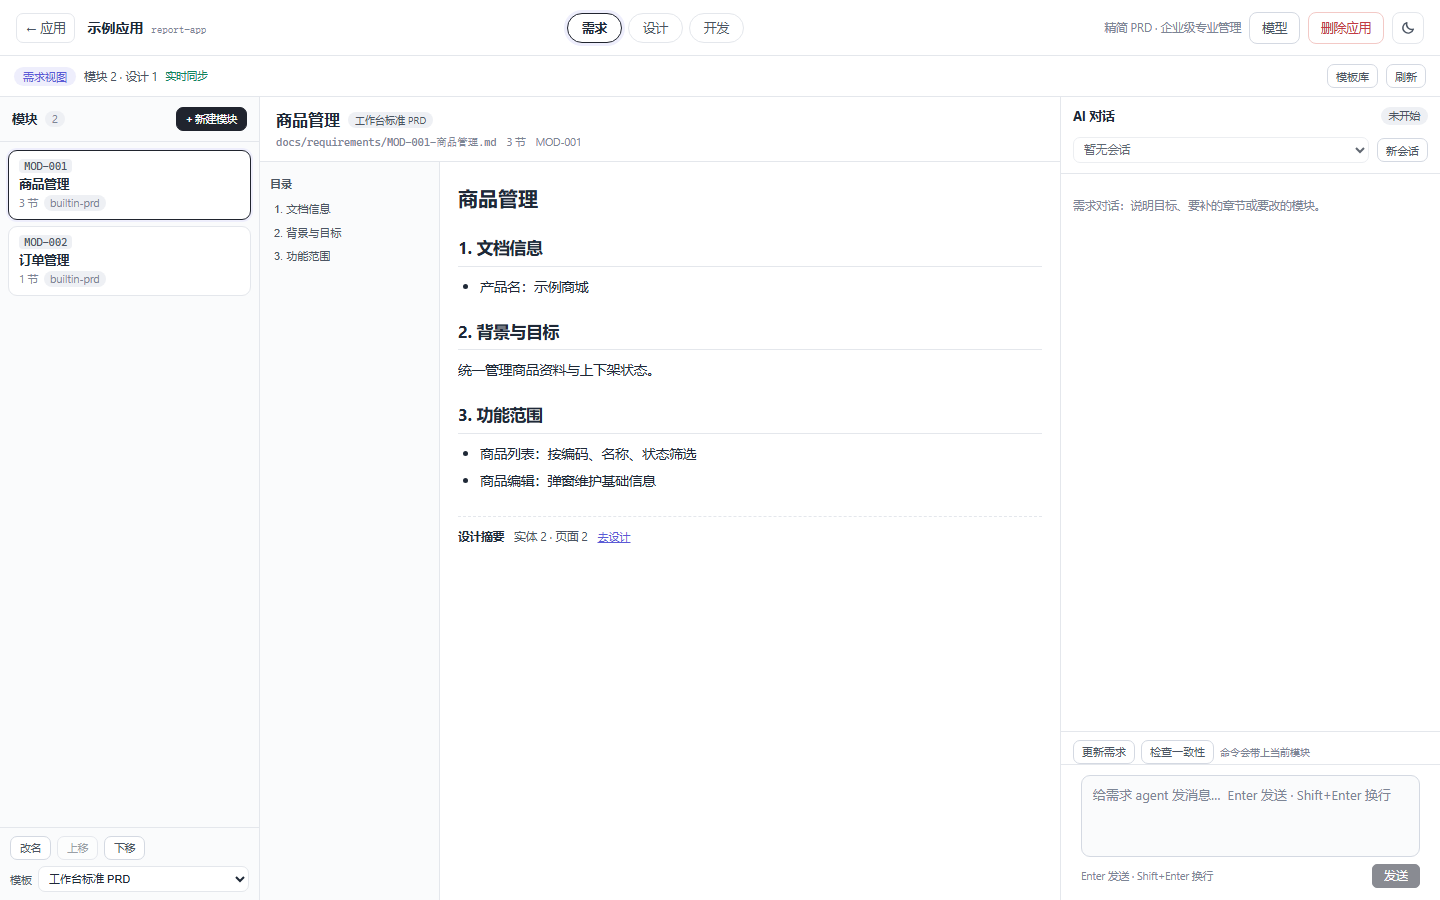 ← 应用 示例应用 report-app 需求 设计 开发 精简 PRD · 企业级专业管理 模型 删除应用
需求视图 模块 2 · 设计 1 实时同步 模板库 刷新
模块 2 + 新建模块
MOD-001
商品管理
3 节 builtin-prd
MOD-002
订单管理
1 节 builtin-prd
改名 上移 下移
模板 工作台标准 PRD
商品管理 工作台标准 PRD
docs/requirements/MOD-001-商品管理.md 3 节 MOD-001
目录
1. 文档信息
2. 背景与目标
3. 功能范围
商品管理
1. 文档信息
• 产品名：示例商城
2. 背景与目标
统一管理商品资料与上下架状态。
3. 功能范围
• 商品列表：按编码、名称、状态筛选
• 商品编辑：弹窗维护基础信息
设计摘要 实体 2 · 页面 2 去设计
AI 对话 未开始
暂无会话 新会话
需求对话：说明目标、要补的章节或要改的模块。
更新需求 检查一致性 命令会带上当前模块
给需求 agent 发消息… Enter 发送 · Shift+Enter 换行
Enter 发送 · Shift+Enter 换行 发送